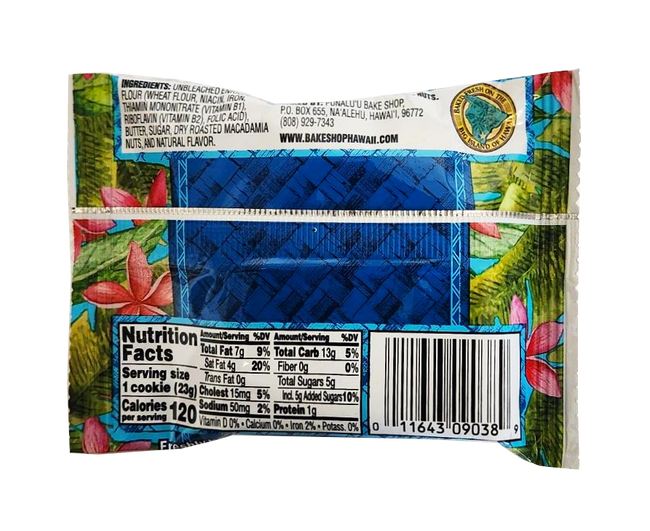 INGREDIENTS: UNBLEACHED
FLOUR (WHEAT FLOUR, NIACIN, IRON,
THIAMIN MONONITRATE (VITAMIN B1),
RIBOFLAVIN (VITAMIN B2), FOLIC ACID),
BUTTER, SUGAR, DRY ROASTED MACADAMIA
NUTS, AND NATURAL FLAVOR.
NUTS.
BY: PUNALU'U BAKE SHOP,
P.O. BOX 655, NA'ALEHU, HAWAI'I, 96772
(808) 929-7343
WWW.BAKESHOPHAWAII.COM
BAKED FRESH ON THE
BIG ISLAND OF HAWAII
Nutrition
Facts
Serving size
1 cookie (23g)
Calories 120
per serving
Amount/Serving %DV
Total Fat 7g 9%
Sat Fat 4g 20%
Trans Fat 0g
Cholest 15mg 5%
Sodium 50mg 2%
Amount/Serving %DV
Total Carb 13g 5%
Fiber 0g 0%
Total Sugars 5g
Incl. 5g Added Sugars 10%
Protein 1g
Vitamin D 0% • Calcium 0% • Iron 2% • Potass. 0%
0 11643 09038 9